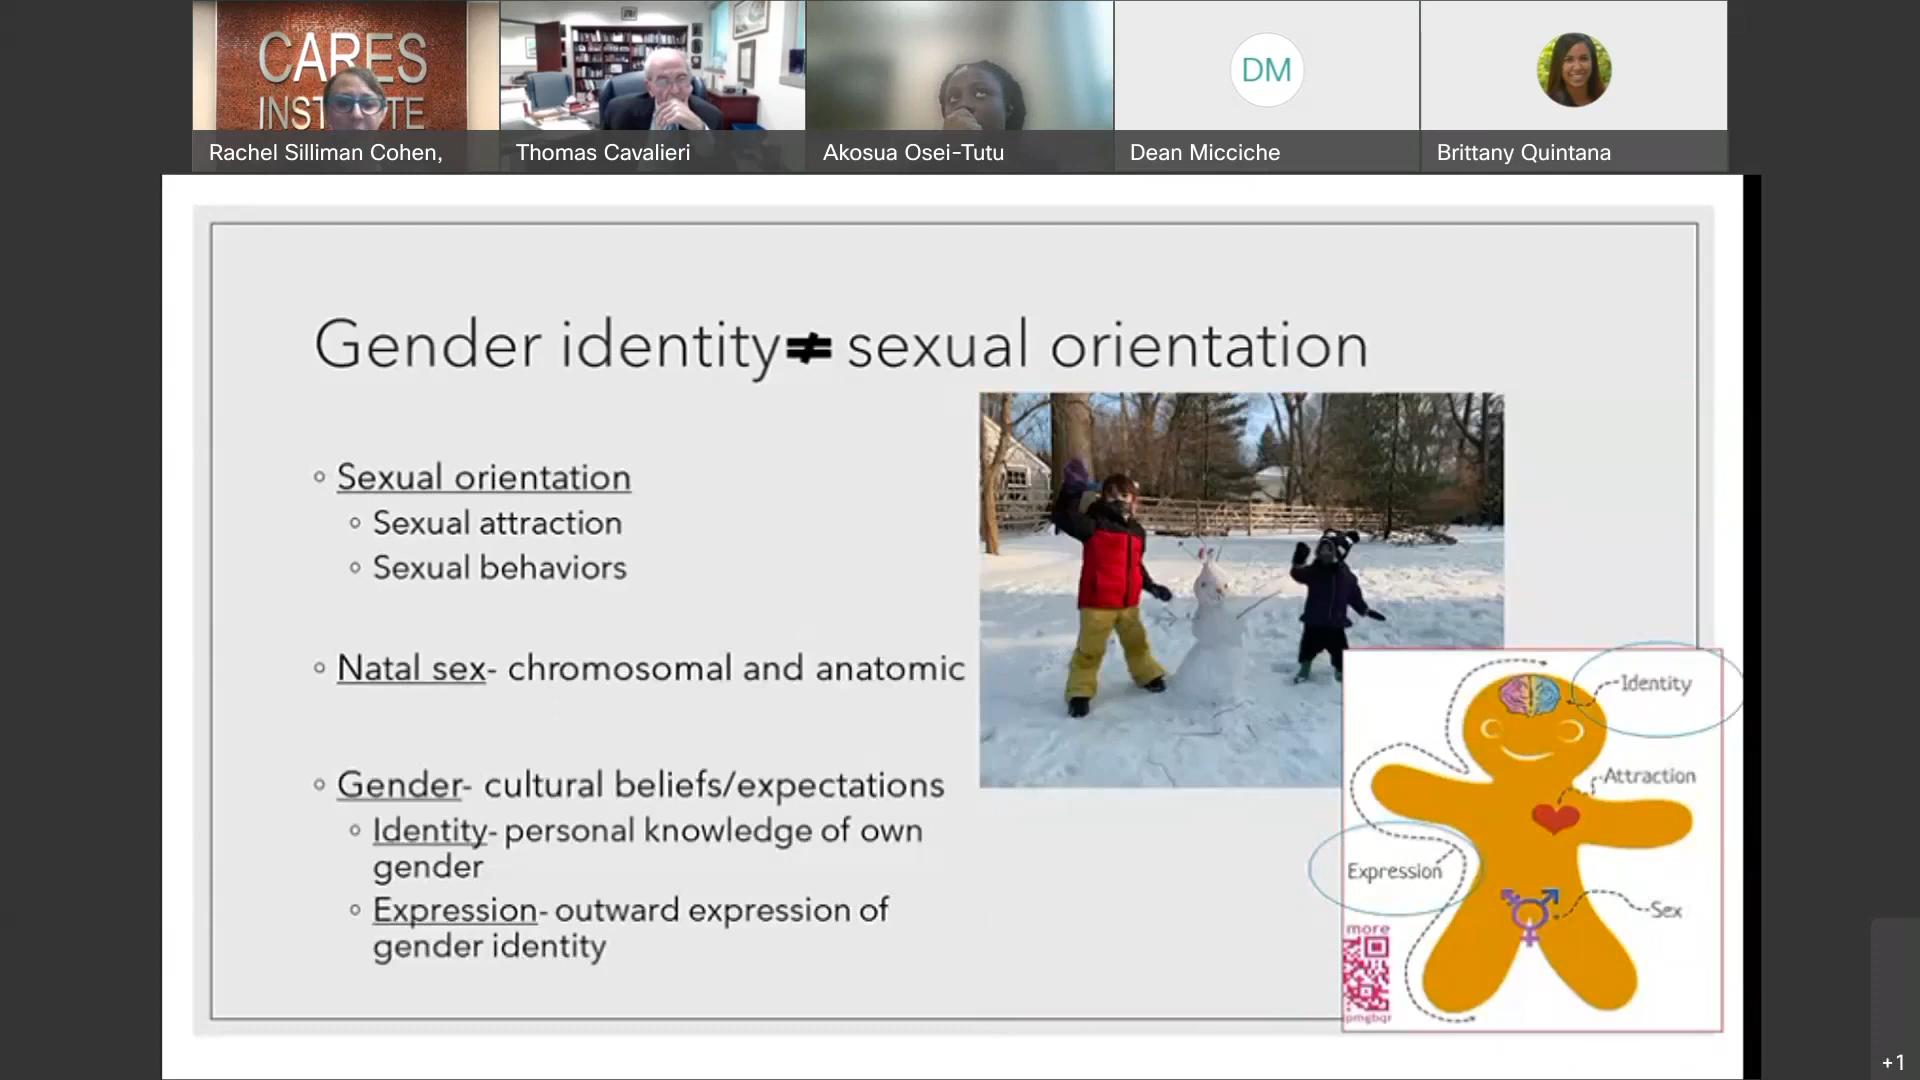 CARES
INSTITUTE
Rachel Silliman Cohen,
Thomas Cavalieri
Akosua Osei-Tutu
DM
Dean Micciche
Brittany Quintana
Gender identity≠ sexual orientation
Sexual orientation
Sexual attraction
Sexual behaviors
Natal sex- chromosomal and anatomic
Gender- cultural beliefs/expectations
Identity- personal knowledge of own
gender
Expression- outward expression of
gender identity
Identity
Attraction
Expression
Sex
more
+1